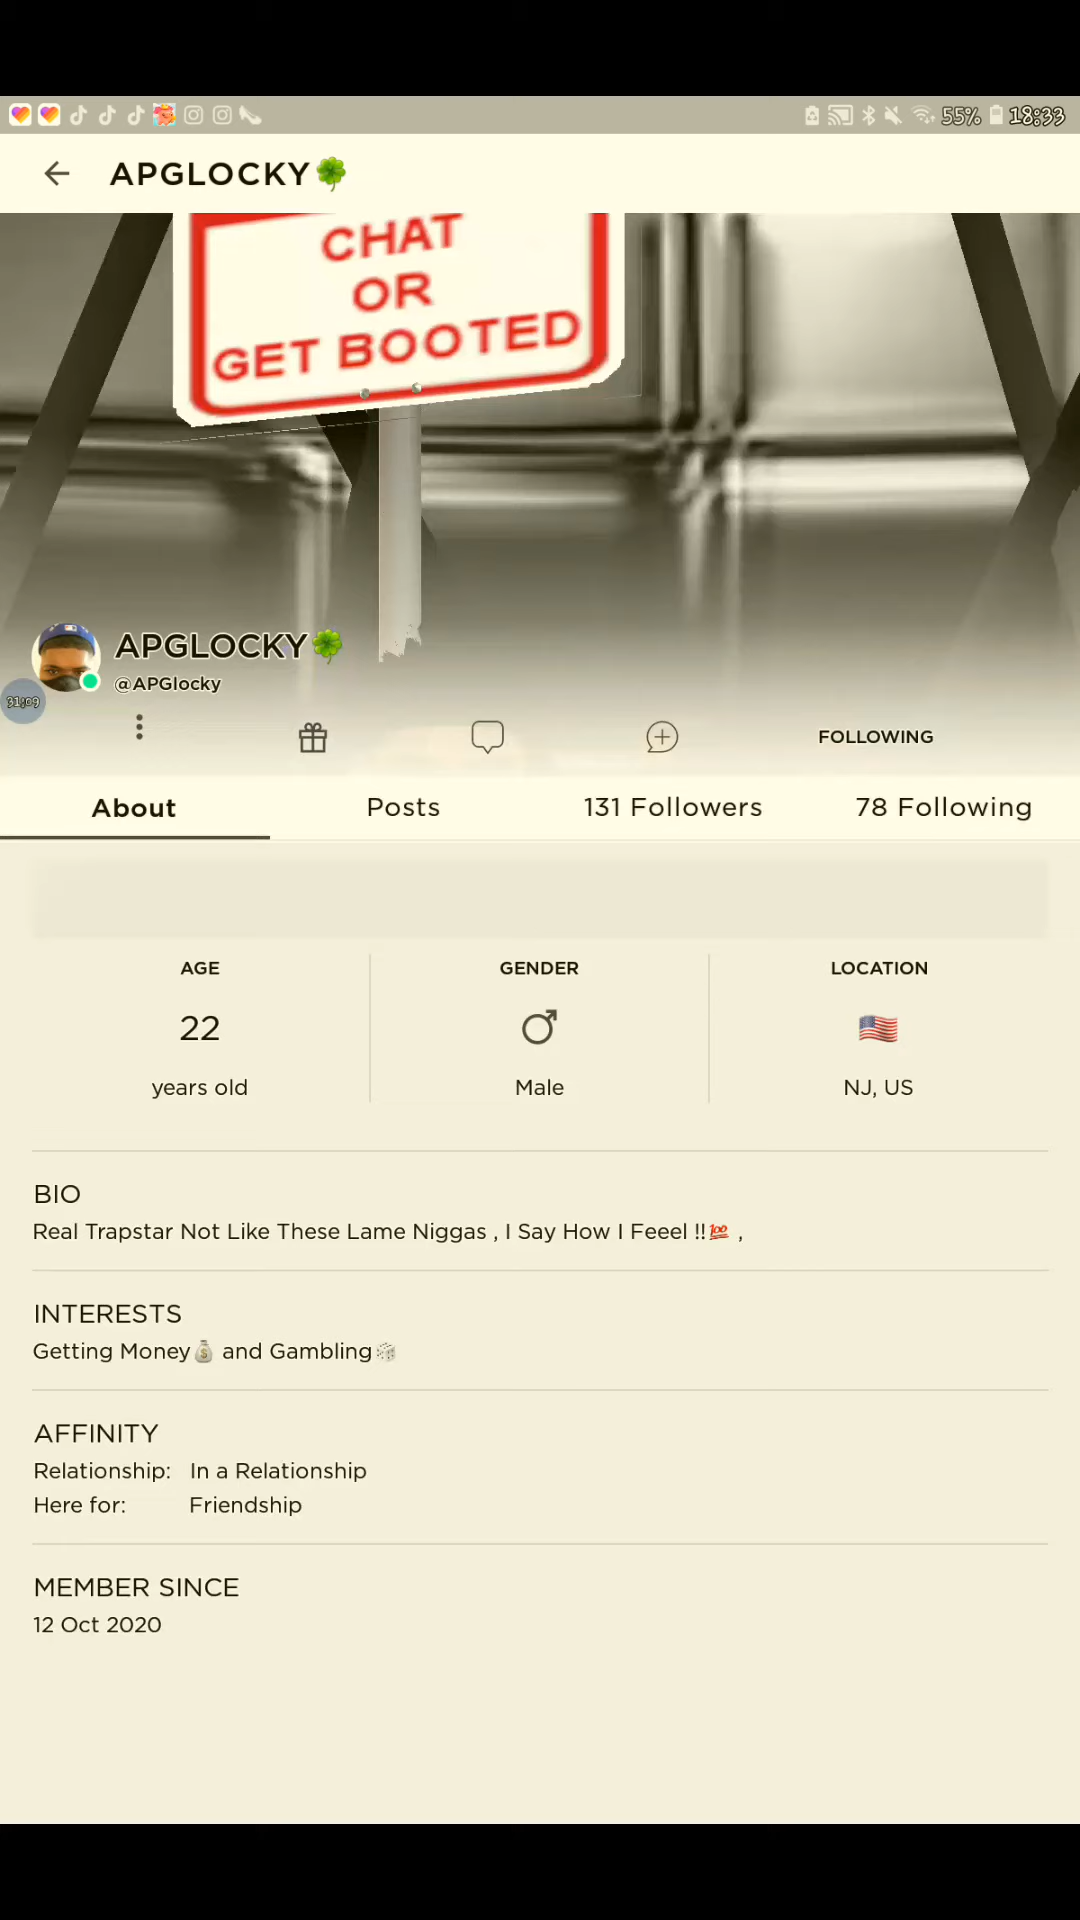 55% 18:33
APGLOCKY🍀
CHAT
OR
GET BOOTED
APGLOCKY🍀
@APGlocky
31:09
FOLLOWING
About Posts 131 Followers 78 Following
AGE GENDER LOCATION
22 🇺🇸
years old Male NJ, US
BIO
Real Trapstar Not Like These Lame Niggas , I Say How I Feeel !!💯 ,
INTERESTS
Getting Money💰 and Gambling🎲
AFFINITY
Relationship: In a Relationship
Here for: Friendship
MEMBER SINCE
12 Oct 2020